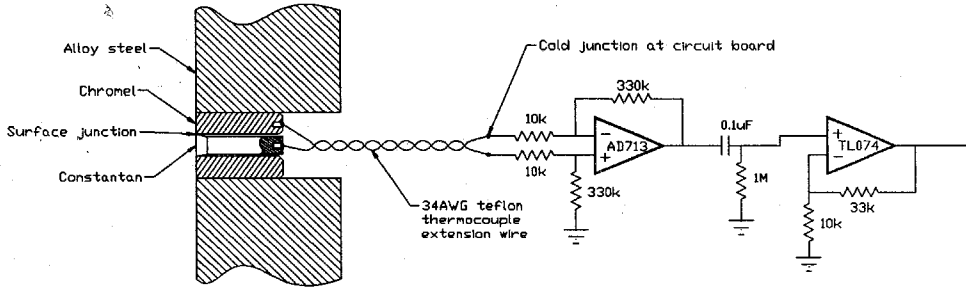 Alloy steel
Chromel
Surface junction
Constantan
Cold junction at circuit board
34AWG teflon
thermocouple
extension wire
330k
10k
10k
330k
-
+
AD713
0.1uF
1M
+
-
TL074
33k
10k